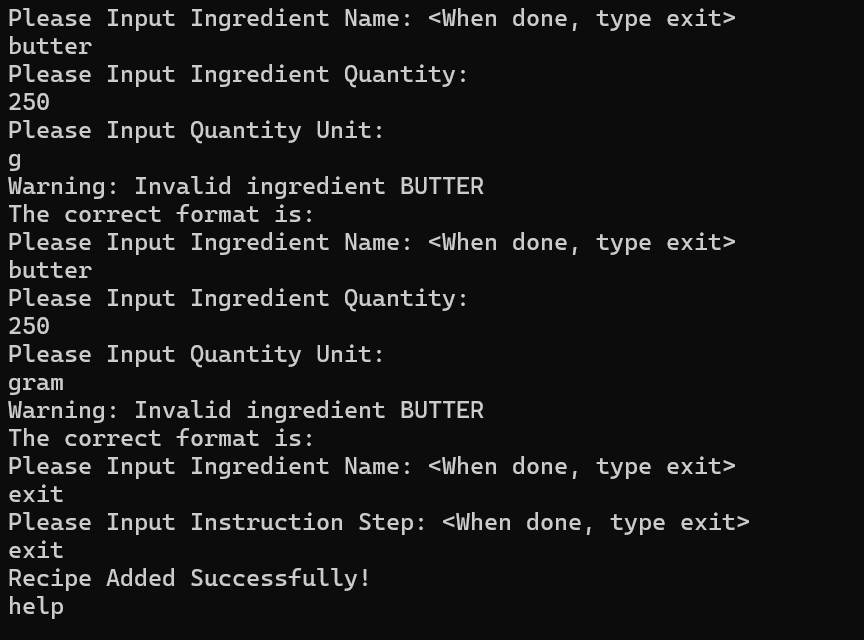 Please Input Ingredient Name: <When done, type exit>
butter
Please Input Ingredient Quantity:
250
Please Input Quantity Unit:
g
Warning: Invalid ingredient BUTTER
The correct format is:
Please Input Ingredient Name: <When done, type exit>
butter
Please Input Ingredient Quantity:
250
Please Input Quantity Unit:
gram
Warning: Invalid ingredient BUTTER
The correct format is:
Please Input Ingredient Name: <When done, type exit>
exit
Please Input Instruction Step: <When done, type exit>
exit
Recipe Added Successfully!
help